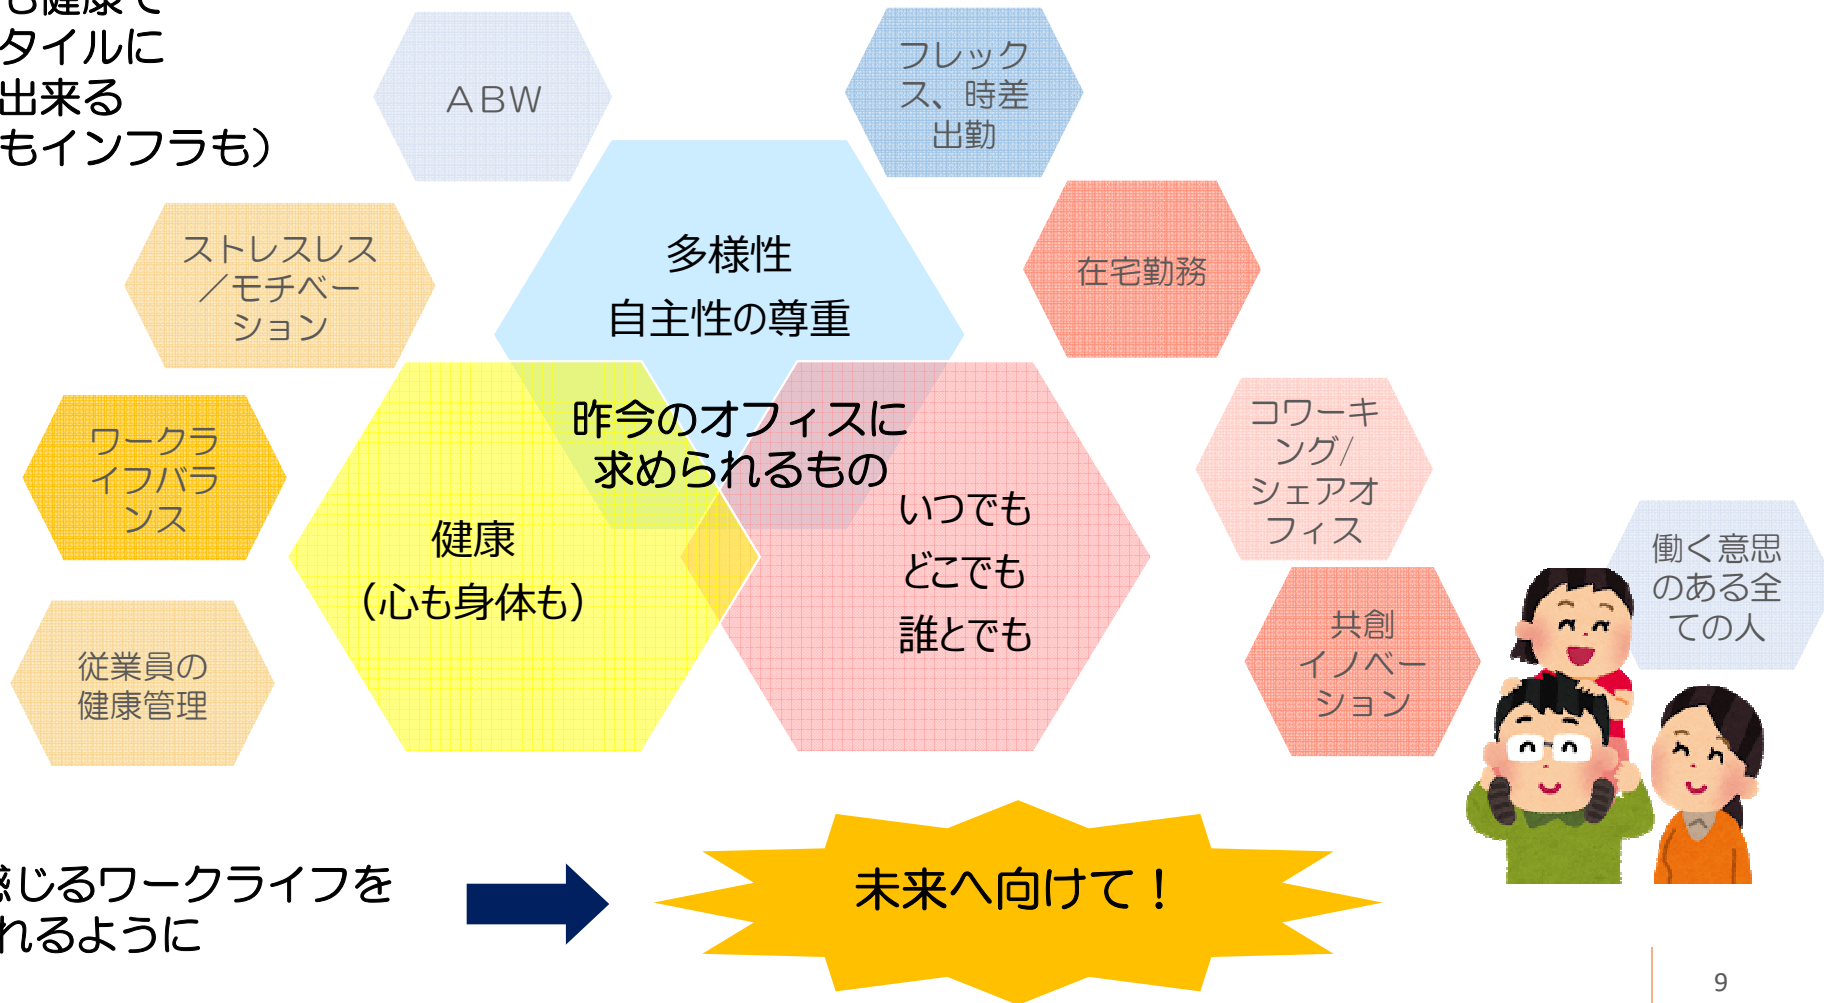 も健康で
タイルに
出来る
もインフラも）
ＡＢＷ
フレック
ス、時差
出勤
ストレスレス
／モチベー
ション
多様性
自主性の尊重
在宅勤務
昨今のオフィスに
求められるもの
ワークラ
イフバラ
ンス
健康
（心も身体も）
いつでも
どこでも
誰とでも
コワーキ
ング/
シェアオ
フィス
働く意思
のある全
ての人
従業員の
健康管理
共創
イノベー
ション
感じるワークライフを
れるように
未来へ向けて！
9